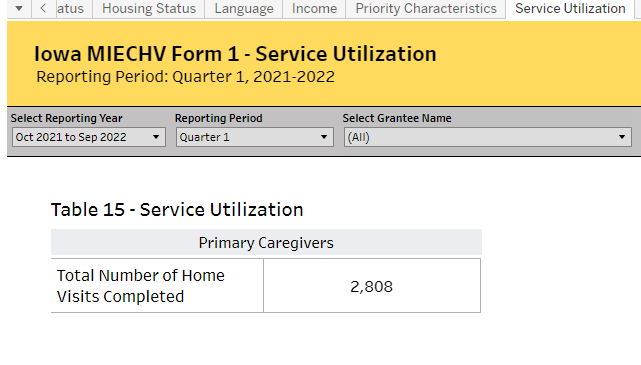 atus Housing Status Language Income Priority Characteristics Service Utilization
Iowa MIECHV Form 1 - Service Utilization
Reporting Period: Quarter 1, 2021-2022
Select Reporting Year Reporting Period Select Grantee Name
Oct 2021 to Sep 2022 Quarter 1 (All)
Table 15 - Service Utilization
Primary Caregivers
Total Number of Home
Visits Completed
2,808